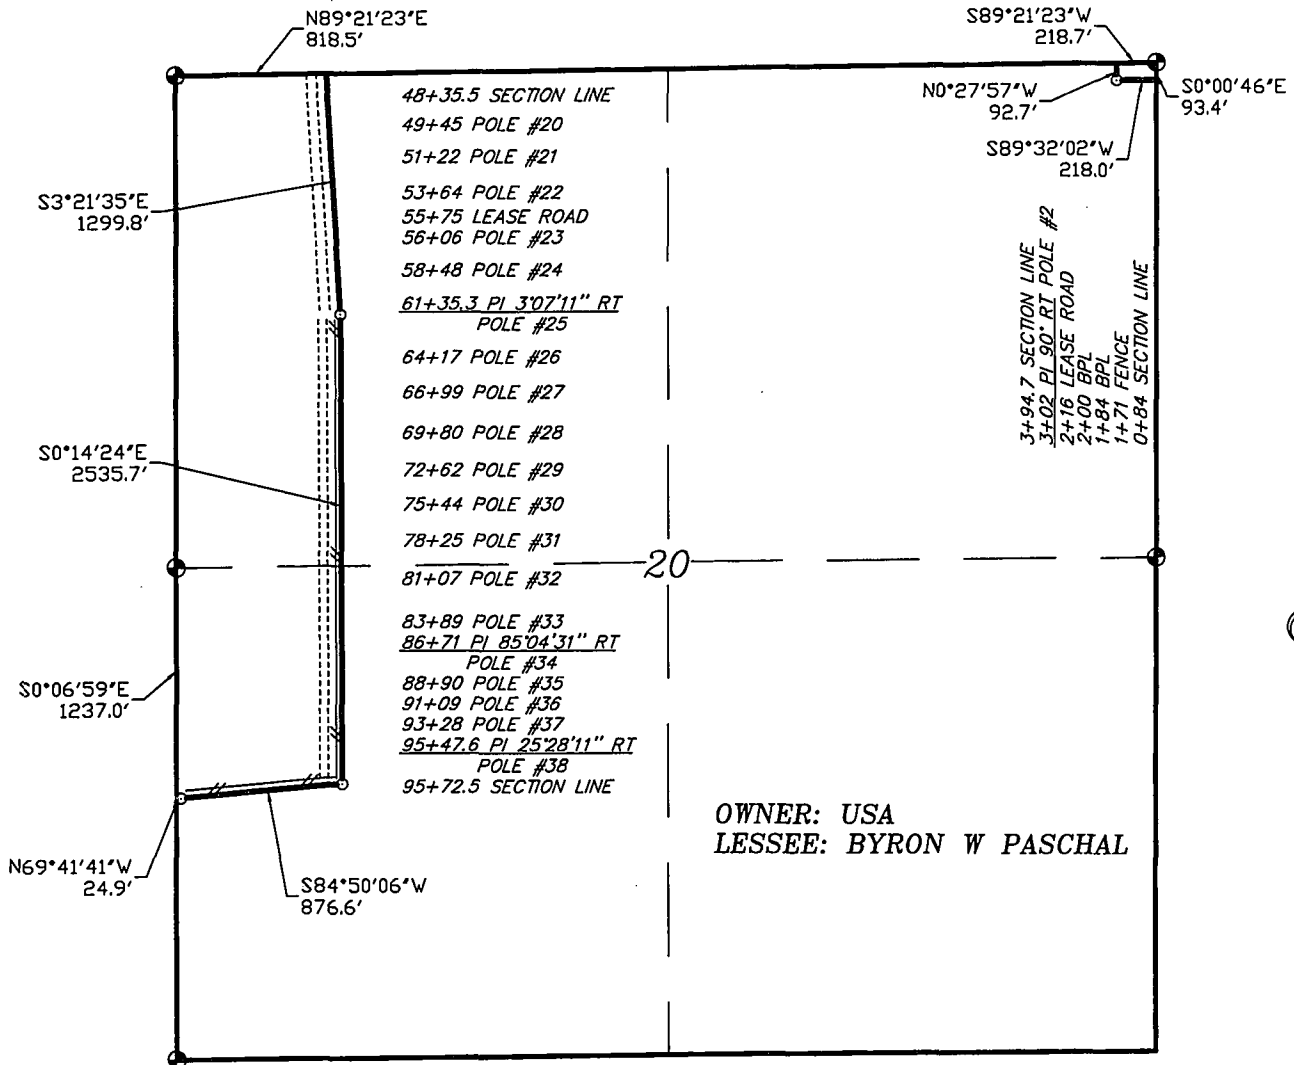 N89°21'23"E
818.5'
S89°21'23"W
218.7'
N0°27'57"W
92.7'
S0°00'46"E
93.4'
S89°32'02"W
218.0'
S3°21'35"E
1299.8'
48+35.5 SECTION LINE
49+45 POLE #20
51+22 POLE #21
53+64 POLE #22
55+75 LEASE ROAD
56+06 POLE #23
58+48 POLE #24
61+35.3 PI 3°07'11" RT
POLE #25
64+17 POLE #26
66+99 POLE #27
69+80 POLE #28
72+62 POLE #29
75+44 POLE #30
78+25 POLE #31
81+07 POLE #32
83+89 POLE #33
86+71 PI 85°04'31" RT
POLE #34
88+90 POLE #35
91+09 POLE #36
93+28 POLE #37
95+47.6 PI 25°28'11" RT
POLE #38
95+72.5 SECTION LINE
3+94.7 SECTION LINE
3+02 PI 90° RT POLE #2
2+16 LEASE ROAD
2+00 BPL
1+84 BPL
1+71 FENCE
0+84 SECTION LINE
S0°14'24"E
2535.7'
20
S0°06'59"E
1237.0'
OWNER: USA
LESSEE: BYRON W PASCHAL
N69°41'41"W
24.9'
S84°50'06"W
876.6'